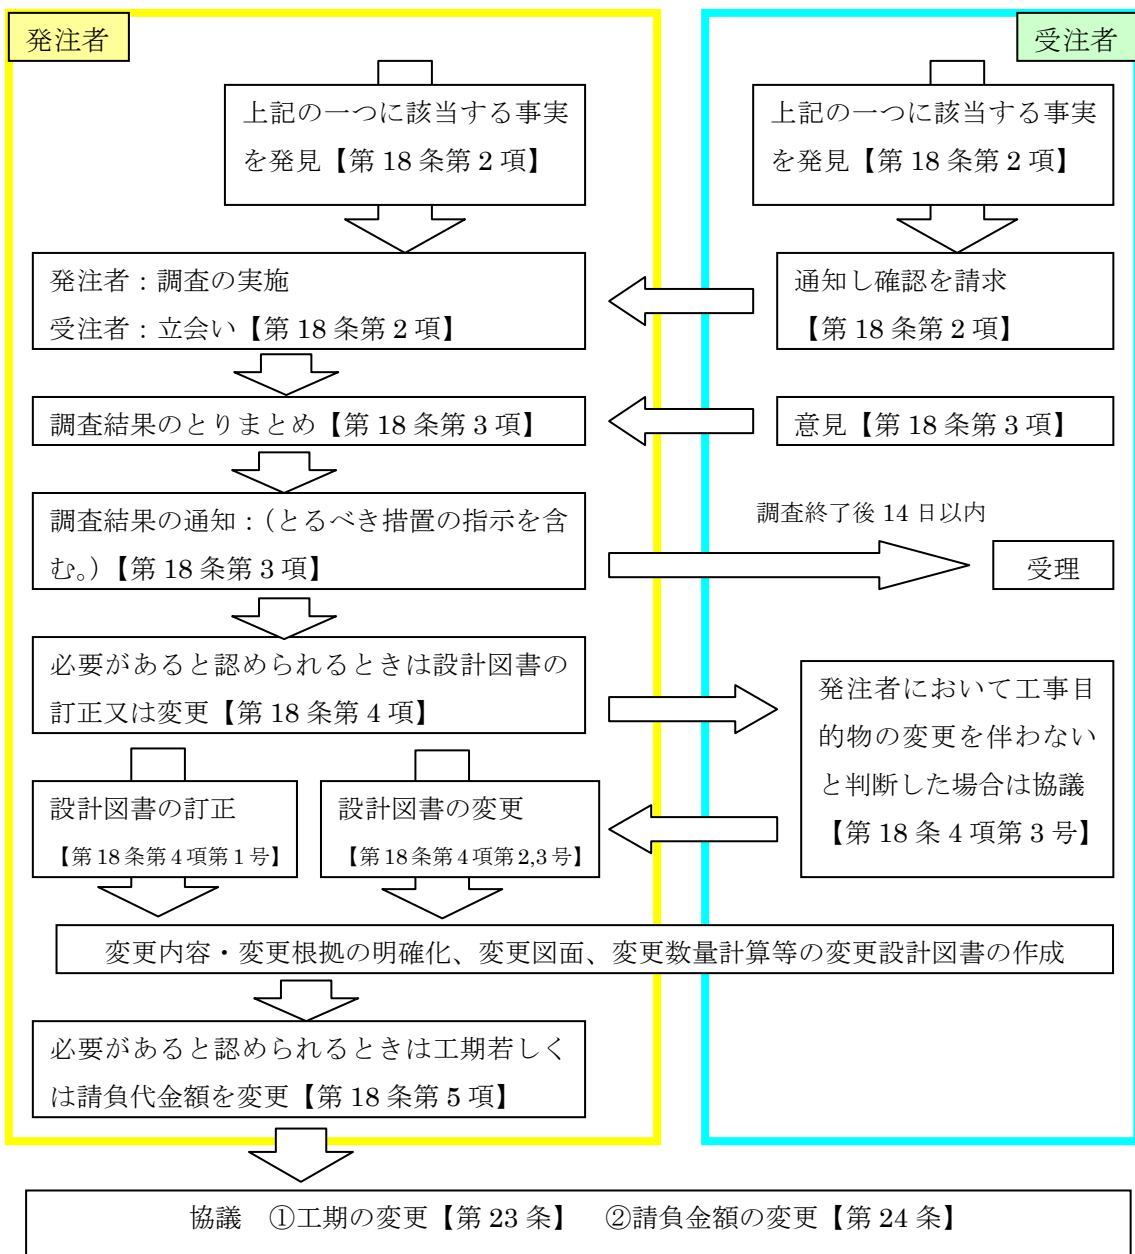 発注者
受注者
上記の一つに該当する事実
を発見【第 18 条第 2 項】
上記の一つに該当する事実
を発見【第 18 条第 2 項】
発注者：調査の実施
受注者：立会い【第 18 条第 2 項】
通知し確認を請求
【第 18 条第 2 項】
調査結果のとりまとめ【第 18 条第 3 項】
意見【第 18 条第 3 項】
調査結果の通知：（とるべき措置の指示を含
む。）【第 18 条第 3 項】
調査終了後 14 日以内
受理
必要があると認められるときは設計図書の
訂正又は変更【第 18 条第 4 項】
発注者において工事目
的物の変更を伴わない
と判断した場合は協議
【第 18 条 4 項第 3 号】
設計図書の訂正
【第 18 条第 4 項第 1 号】
設計図書の変更
【第 18 条第 4 項第 2,3 号】
変更内容・変更根拠の明確化、変更図面、変更数量計算等の変更設計図書の作成
必要があると認められるときは工期若しく
は請負代金額を変更【第 18 条第 5 項】
協議　①工期の変更【第 23 条】　②請負金額の変更【第 24 条】